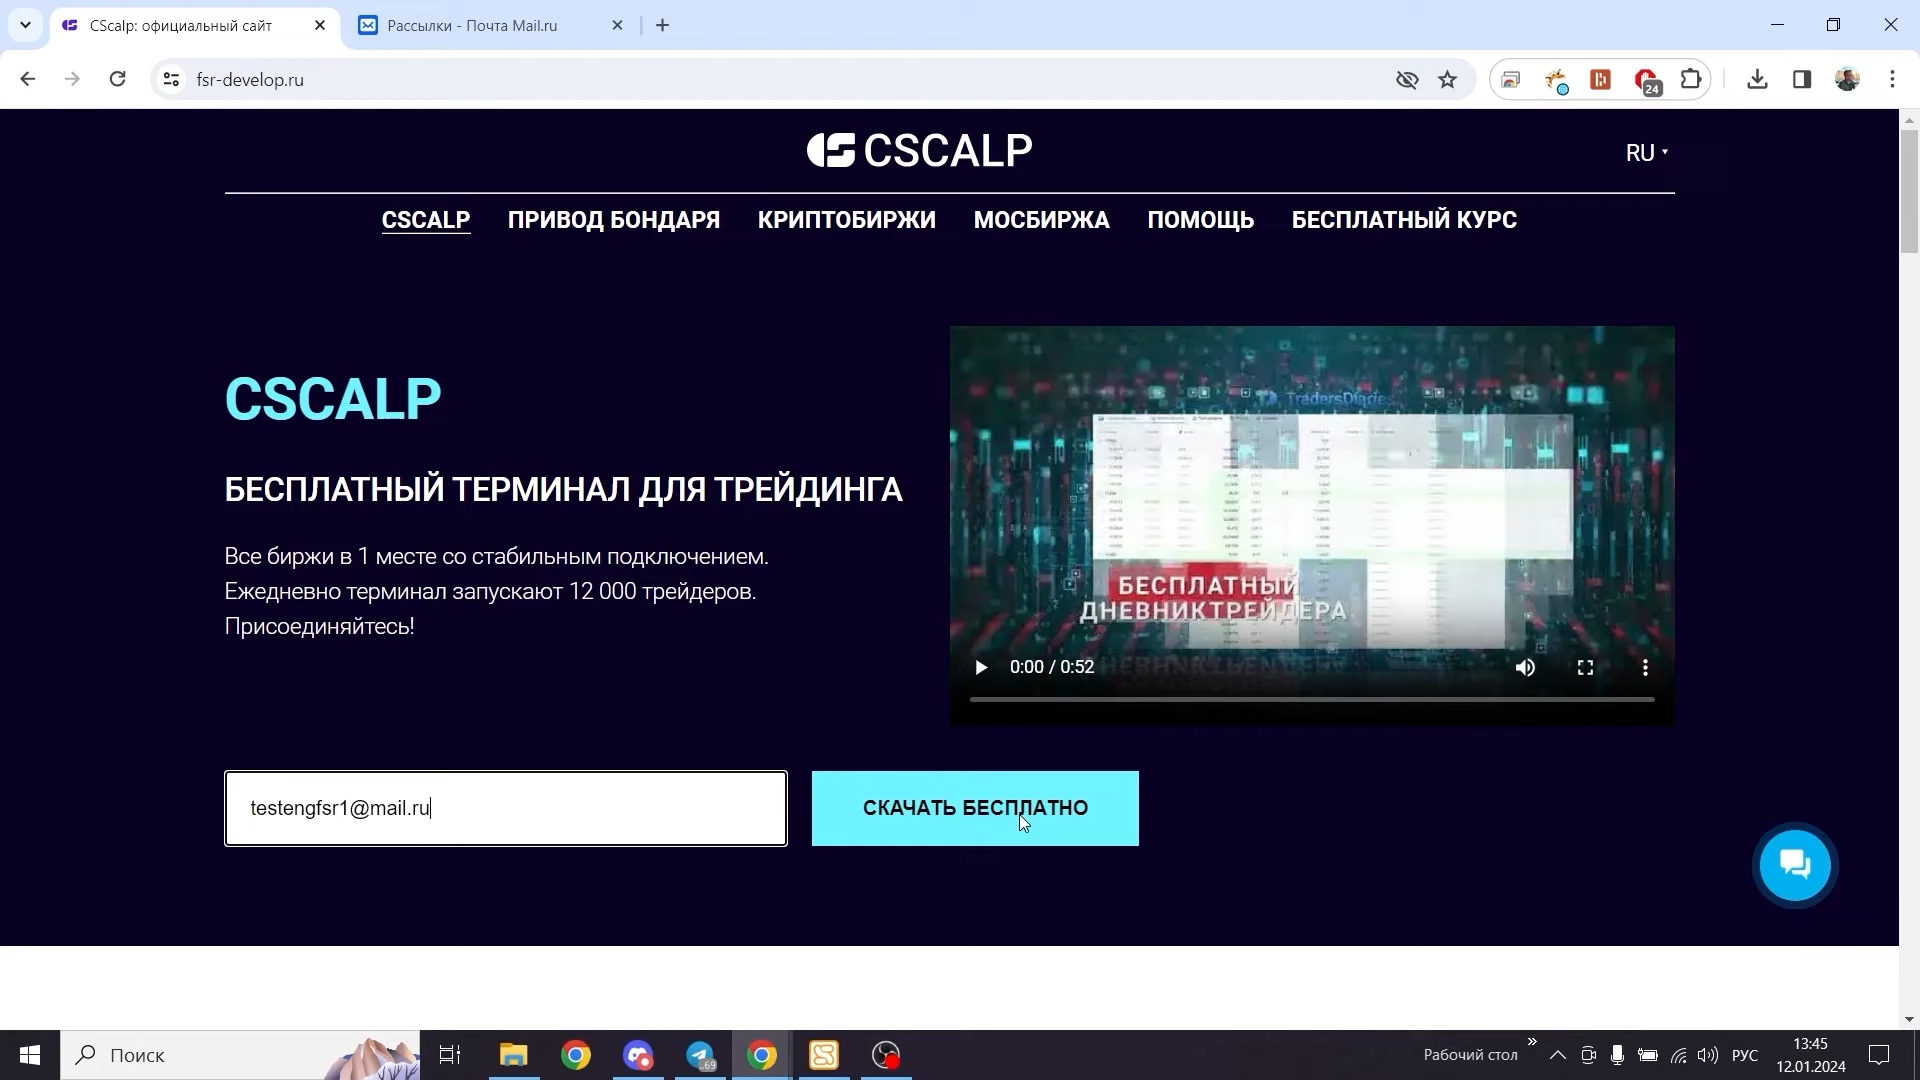 CScalp: официальный сайт
Рассылки - Почта Mail.ru
fsr-develop.ru
24
CSCALP
RU
CSCALP
ПРИВОД БОНДАРЯ
КРИПТОБИРЖИ
МОСБИРЖА
ПОМОЩЬ
БЕСПЛАТНЫЙ КУРС
CSCALP
БЕСПЛАТНЫЙ ТЕРМИНАЛ ДЛЯ ТРЕЙДИНГА
Все биржи в 1 месте со стабильным подключением.
Ежедневно терминал запускают 12 000 трейдеров.
Присоединяйтесь!
TradersDiaries
БЕСПЛАТНЫЙ
ДНЕВНИК ТРЕЙДЕРА
0:00 / 0:52
testengfsr1@mail.ru
СКАЧАТЬ БЕСПЛАТНО
Поиск
69
Рабочий стол
РУС
13:45
12.01.2024